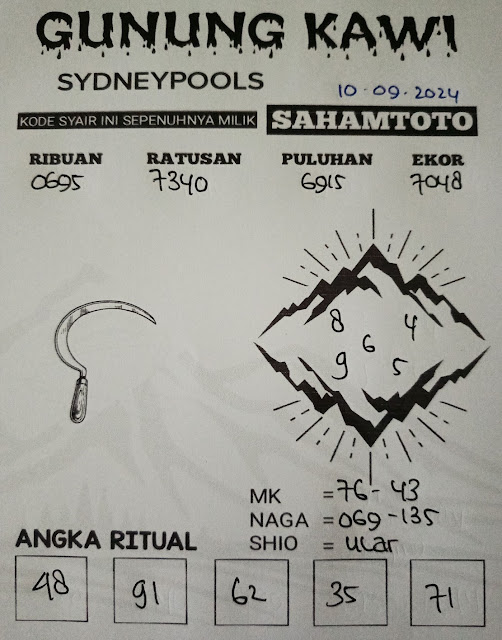 GUNUNG KAWI
SYDNEYPOOLS
10-09-2024
KODE SYAIR INI SEPENUHNYA MILIK SAHAMTOTO
RIBUAN RATUSAN PULUHAN EKOR
0695 7340 6915 7048
8 4
6
9 5
MK = 76-43
NAGA = 069-135
SHIO = ular
ANGKA RITUAL
48 91 62 35 71